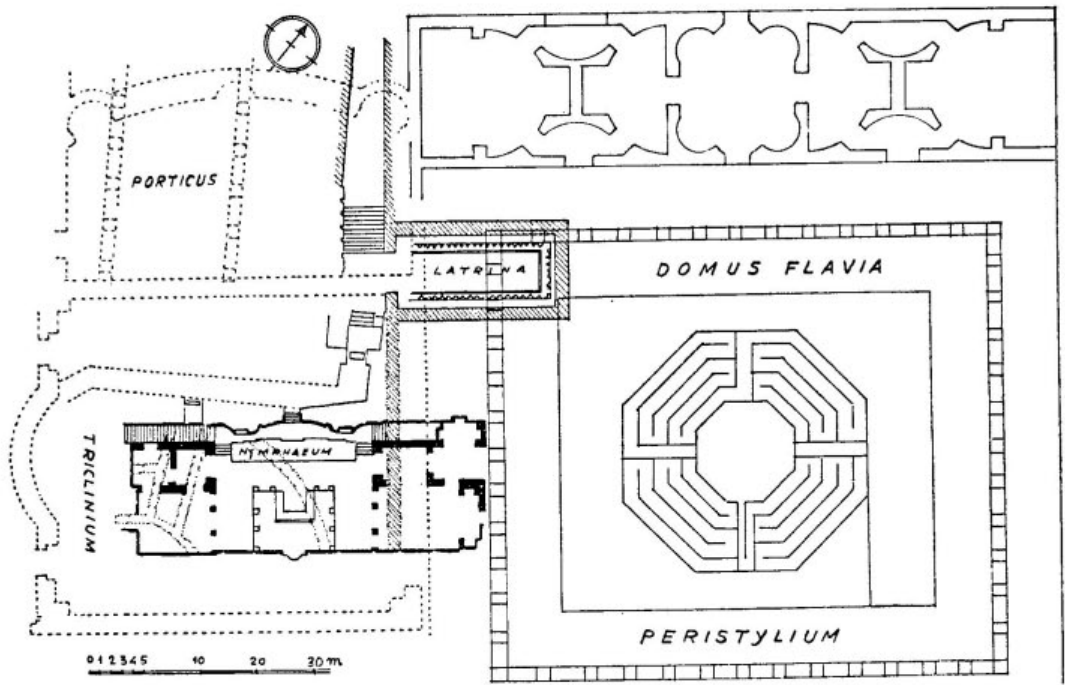 PORTICUS
LATRINA
DOMUS FLAVIA
TRICLINIUM
NYMPHAEUM
PERISTYLIUM
0 1 2 3 4 5 10 20 30 m